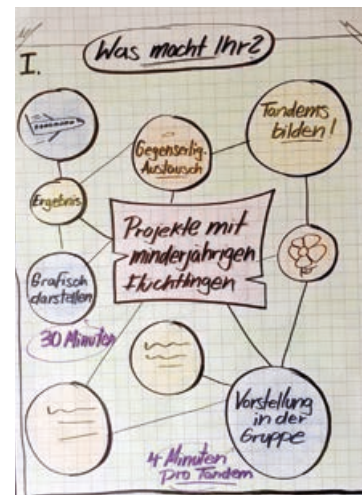 Was macht Ihr?
I.
Tandems
bilden!
Gegenseitig.
Austausch
Ergebnis
Projekte mit
minderjährigen
Flüchtlingen
Grafisch
darstellen
30 Minuten
Vorstellung
in der
Gruppe
4 Minuten
pro Tandem